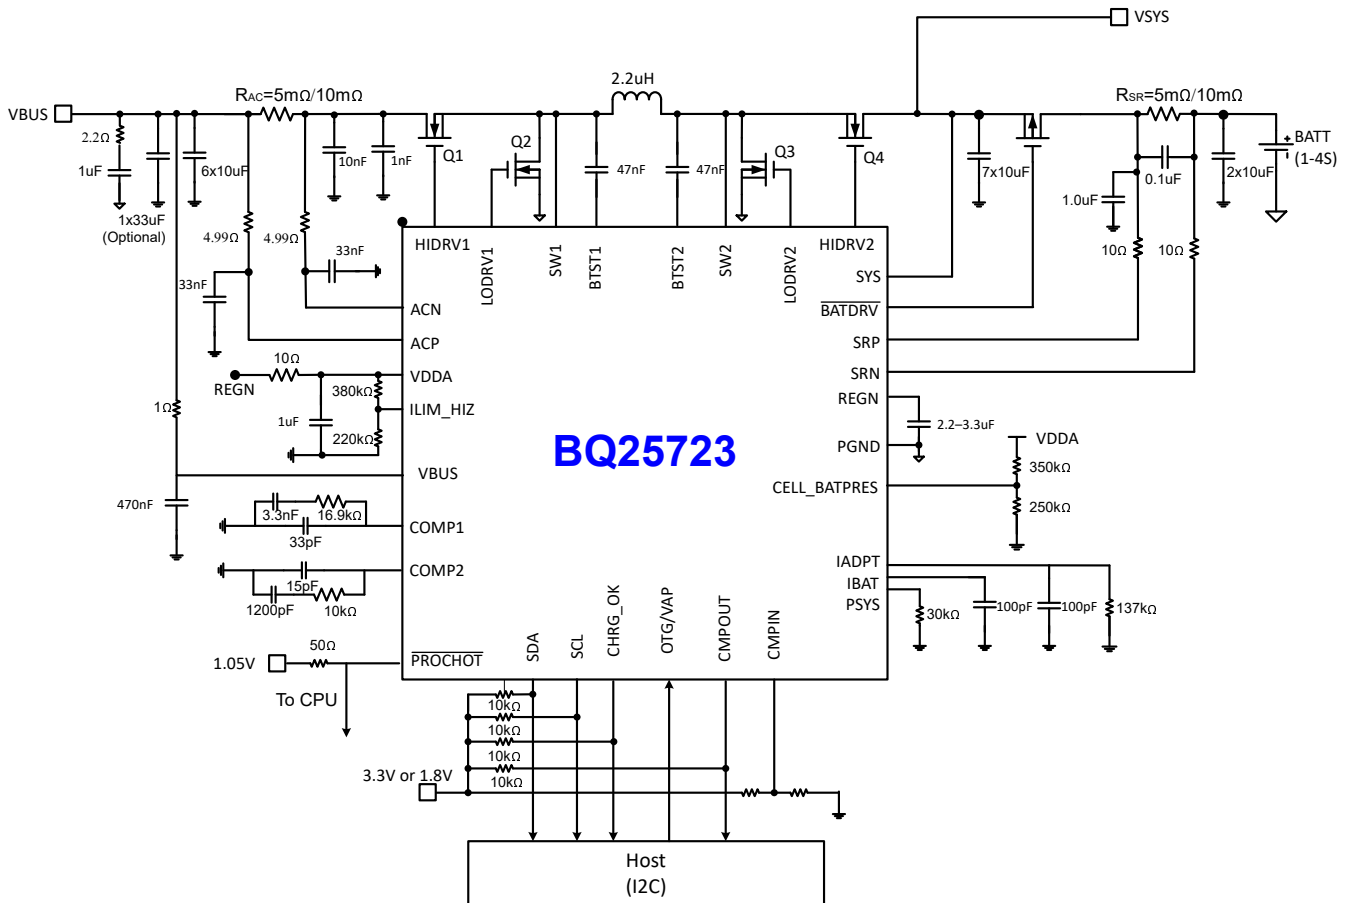 VSYS
2.2uH
RAC=5mΩ/10mΩ
RSR=5mΩ/10mΩ
VBUS
2.2Ω
1uF
1x33uF
(Optional)
6x10uF
10nF
1nF
Q1
Q2
47nF
47nF
Q3
Q4
7x10uF
1.0uF
0.1uF
2x10uF
+
-
BATT
(1-4S)
4.99Ω
4.99Ω
33nF
33nF
10Ω
10Ω
HIDRV1
LODRV1
SW1
BTST1
BTST2
SW2
LODRV2
HIDRV2
SYS
BATDRV
SRP
SRN
ACN
ACP
10Ω
REGN
VDDA
380kΩ
ILIM_HIZ
1uF
220kΩ
1Ω
VBUS
470nF
BQ25723
REGN
2.2–3.3uF
PGND
VDDA
350kΩ
CELL_BATPRES
250kΩ
3.3nF
16.9kΩ
33pF
COMP1
COMP2
15pF
1200pF
10kΩ
IADPT
IBAT
PSYS
30kΩ
100pF
100pF
137kΩ
50Ω
1.05V
PROCHOT
To CPU
SDA
SCL
CHRG_OK
OTG/VAP
CMPOUT
CMPIN
10kΩ
10kΩ
10kΩ
10kΩ
3.3V or 1.8V
Host
(I2C)